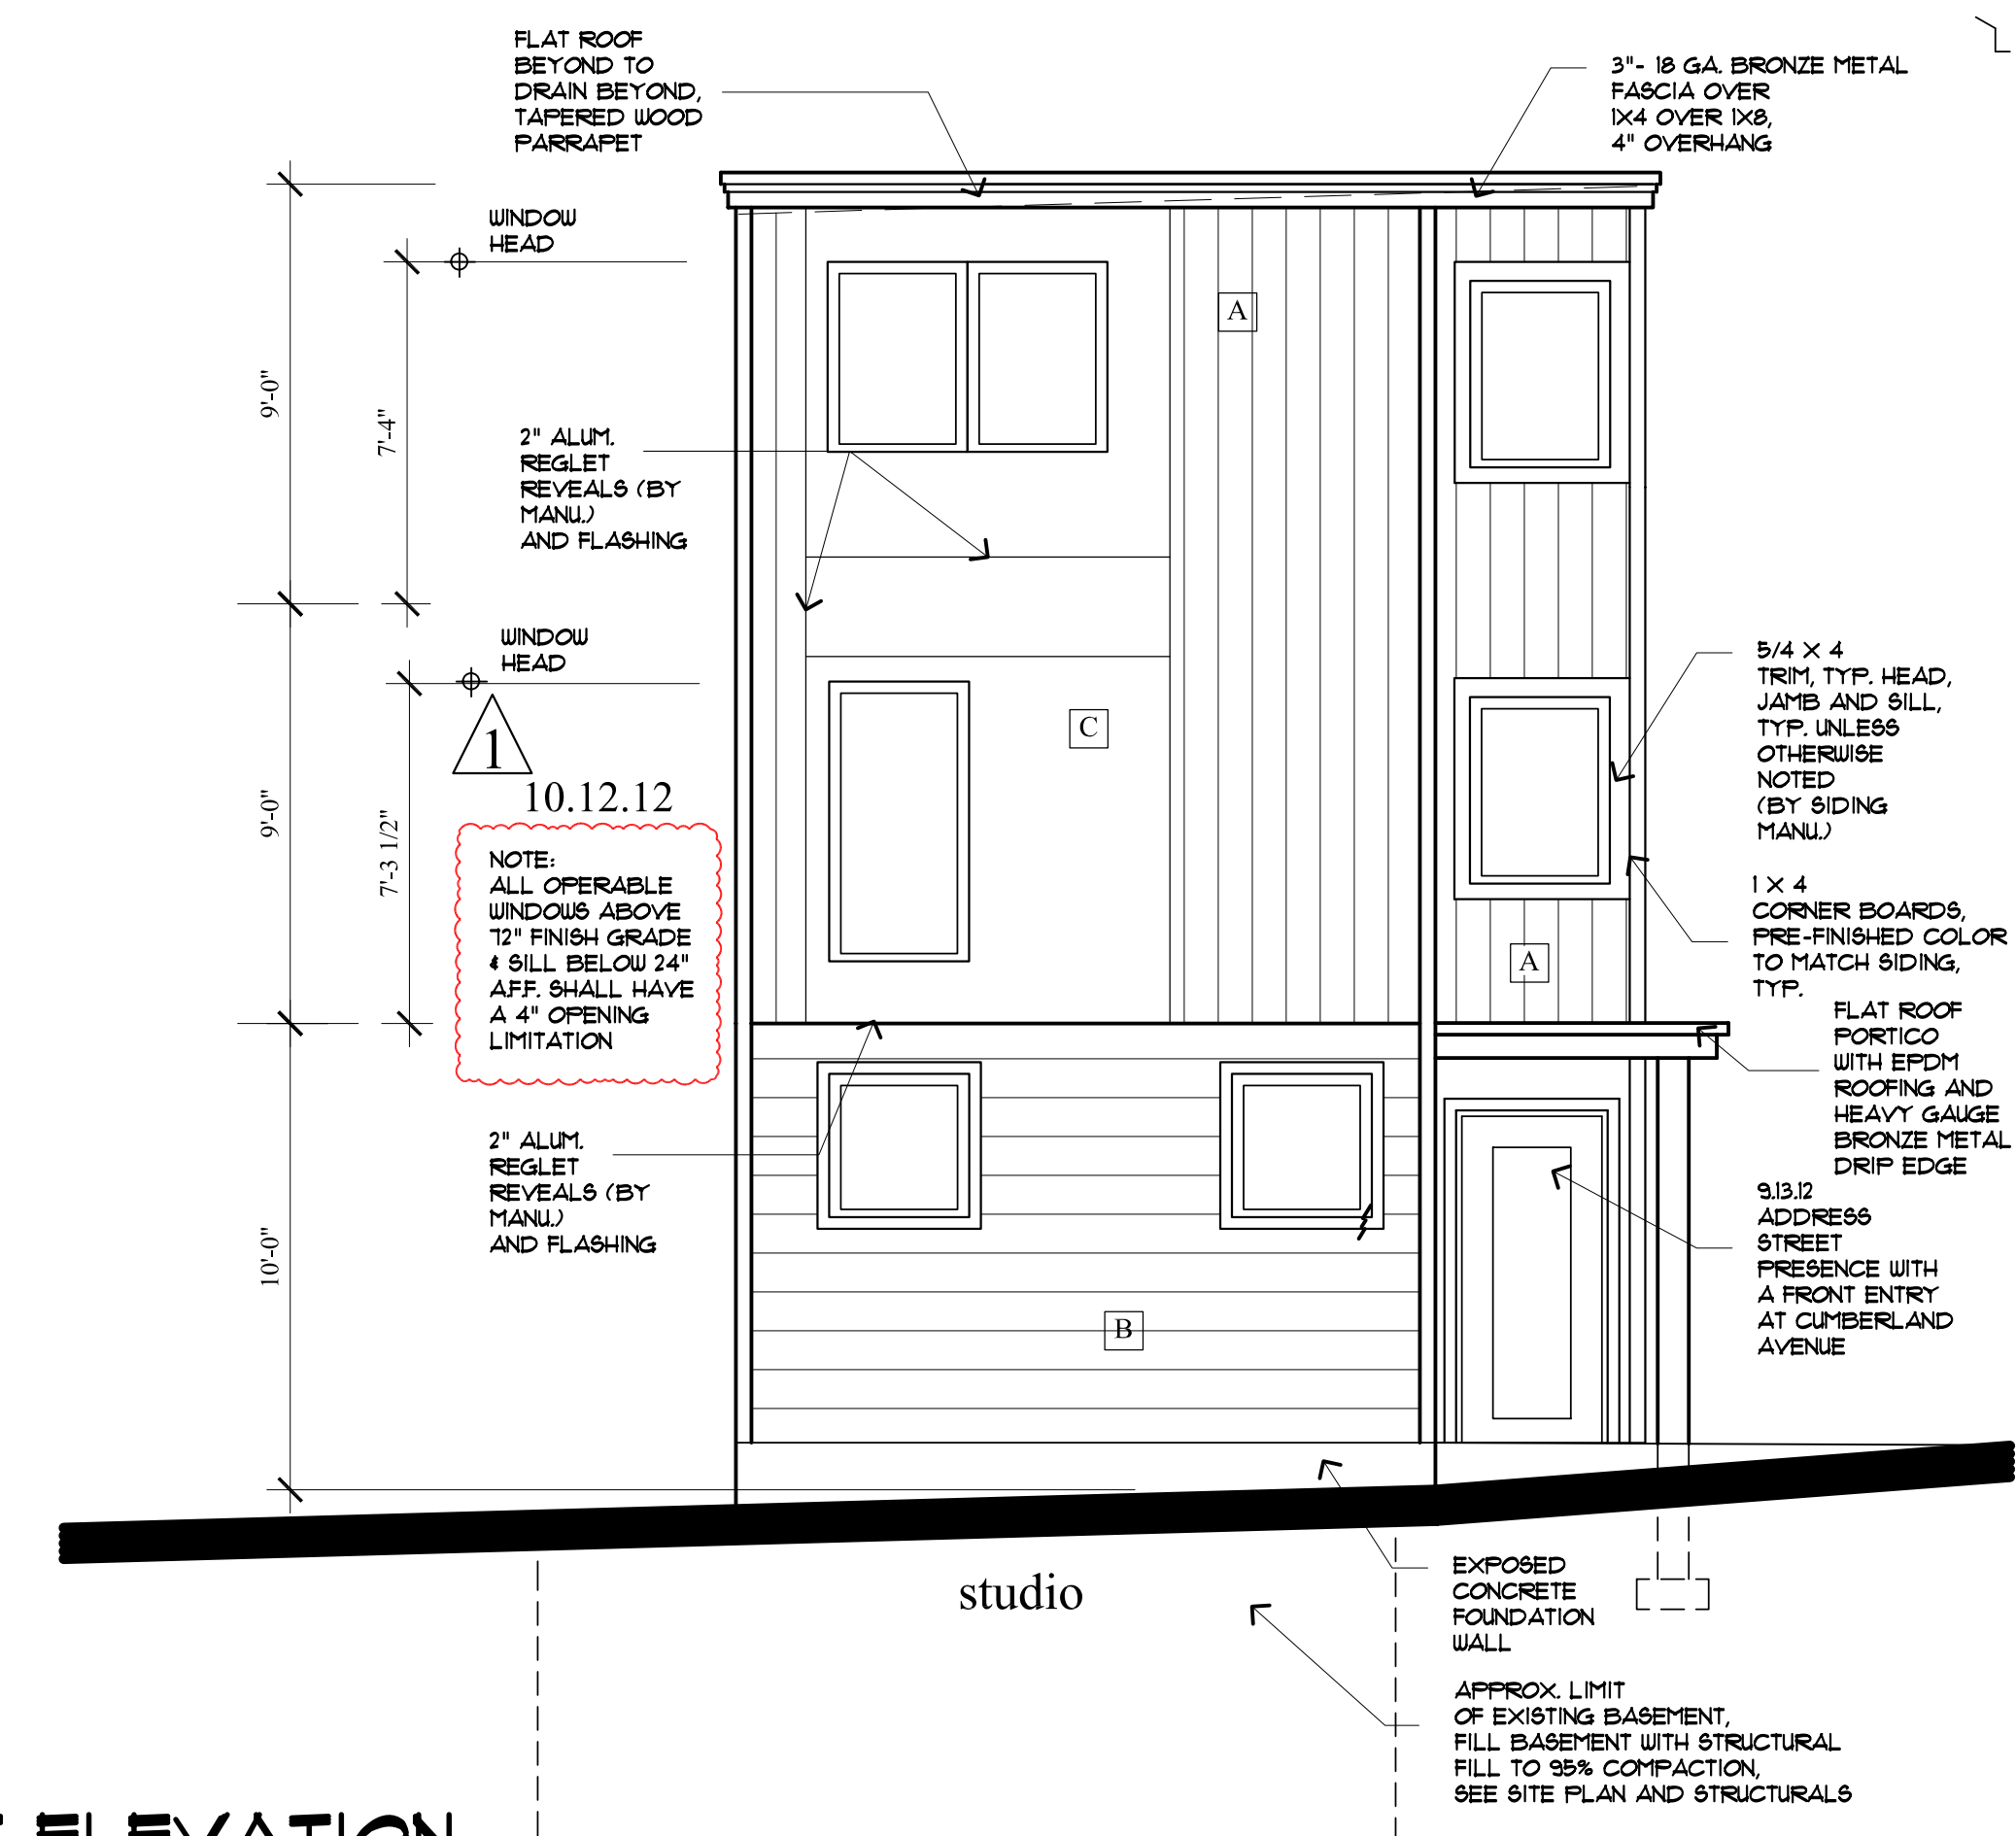 FLAT ROOF
BEYOND TO
DRAIN BEYOND,
TAPERED WOOD
PARRAPET
3"- 18 GA. BRONZE METAL
FASCIA OVER
1X4 OVER 1X8,
4" OVERHANG
WINDOW
HEAD
9'-0"
7'-4"
A
2" ALUM.
REGLET
REVEALS (BY
MANU.)
AND FLASHING
WINDOW
HEAD
1
10.12.12
9'-0"
7'-3 1/2"
NOTE:
ALL OPERABLE
WINDOWS ABOVE
72" FINISH GRADE
& SILL BELOW 24"
A.F.F. SHALL HAVE
A 4" OPENING
LIMITATION
C
5/4 X 4
TRIM, TYP. HEAD,
JAMB AND SILL,
TYP. UNLESS
OTHERWISE
NOTED
(BY SIDING
MANU.)
1 X 4
CORNER BOARDS,
PRE-FINISHED COLOR
TO MATCH SIDING,
TYP.
A
FLAT ROOF
PORTICO
WITH EPDM
ROOFING AND
HEAVY GAUGE
BRONZE METAL
DRIP EDGE
2" ALUM.
REGLET
REVEALS (BY
MANU.)
AND FLASHING
10'-0"
9.13.12
ADDRESS
STREET
PRESENCE WITH
A FRONT ENTRY
AT CUMBERLAND
AVENUE
B
studio
EXPOSED
CONCRETE
FOUNDATION
WALL
APPROX. LIMIT
OF EXISTING BASEMENT,
FILL BASEMENT WITH STRUCTURAL
FILL TO 95% COMPACTION,
SEE SITE PLAN AND STRUCTURALS
ELEVATION